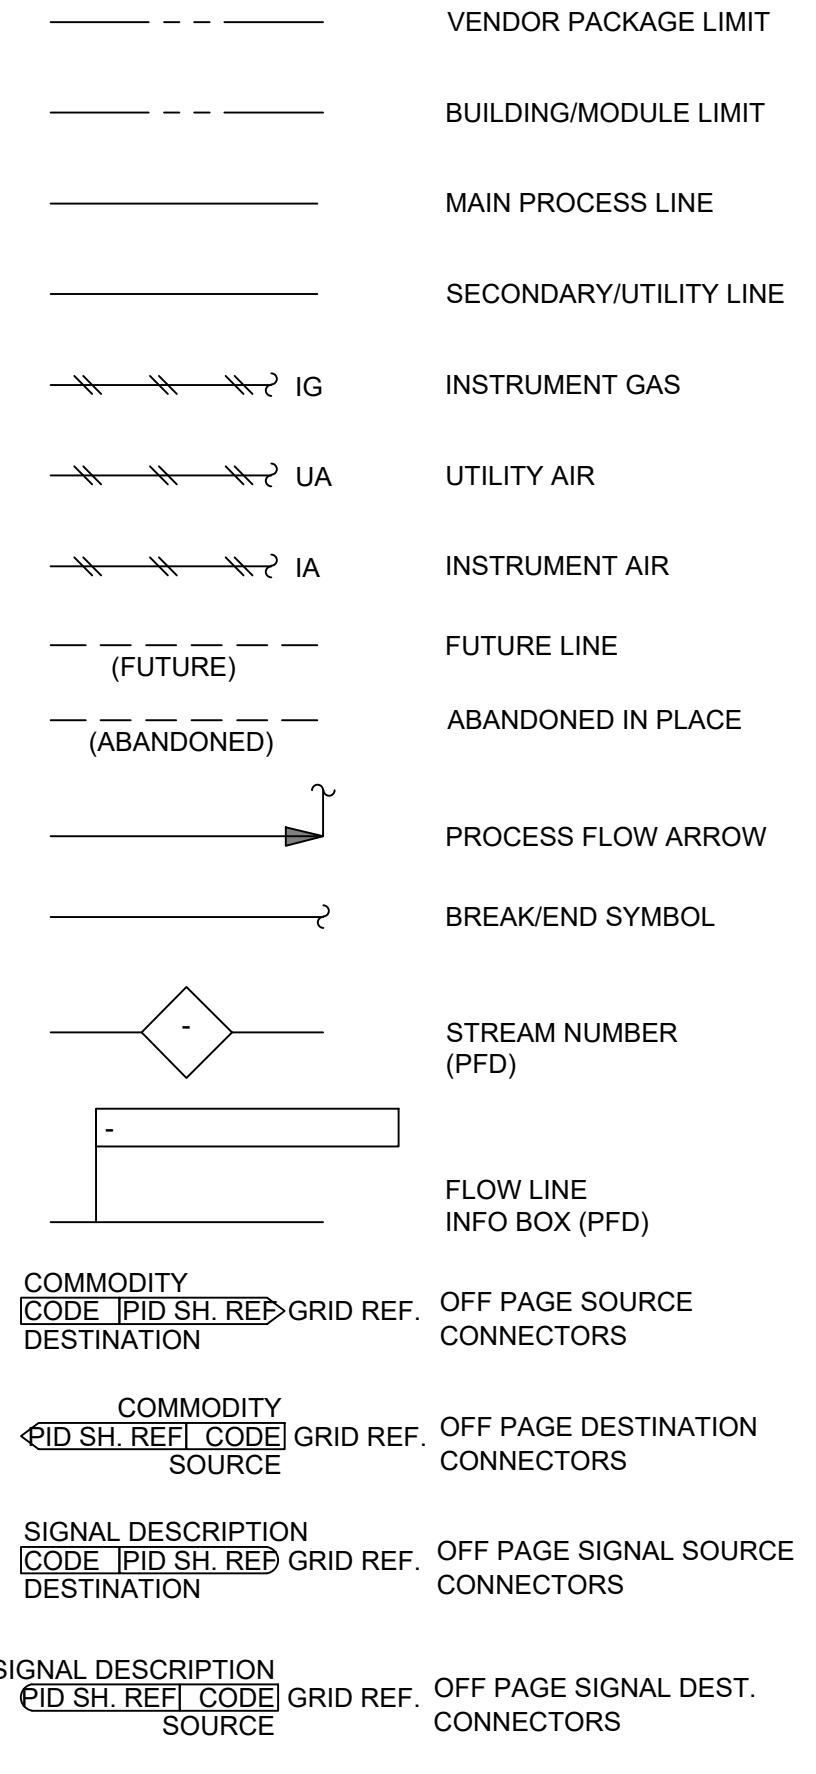 VENDOR PACKAGE LIMIT
BUILDING/MODULE LIMIT
MAIN PROCESS LINE
SECONDARY/UTILITY LINE
IG INSTRUMENT GAS
UA UTILITY AIR
IA INSTRUMENT AIR
FUTURE LINE
(FUTURE)
ABANDONED IN PLACE
(ABANDONED)
PROCESS FLOW ARROW
BREAK/END SYMBOL
-
STREAM NUMBER
(PFD)
-
FLOW LINE
INFO BOX (PFD)
COMMODITY
CODE PID SH. REF GRID REF.
DESTINATION
OFF PAGE SOURCE
CONNECTORS
COMMODITY
PID SH. REF CODE GRID REF.
SOURCE
OFF PAGE DESTINATION
CONNECTORS
SIGNAL DESCRIPTION
CODE PID SH. REF GRID REF.
DESTINATION
OFF PAGE SIGNAL SOURCE
CONNECTORS
SIGNAL DESCRIPTION
PID SH. REF CODE GRID REF.
SOURCE
OFF PAGE SIGNAL DEST.
CONNECTORS